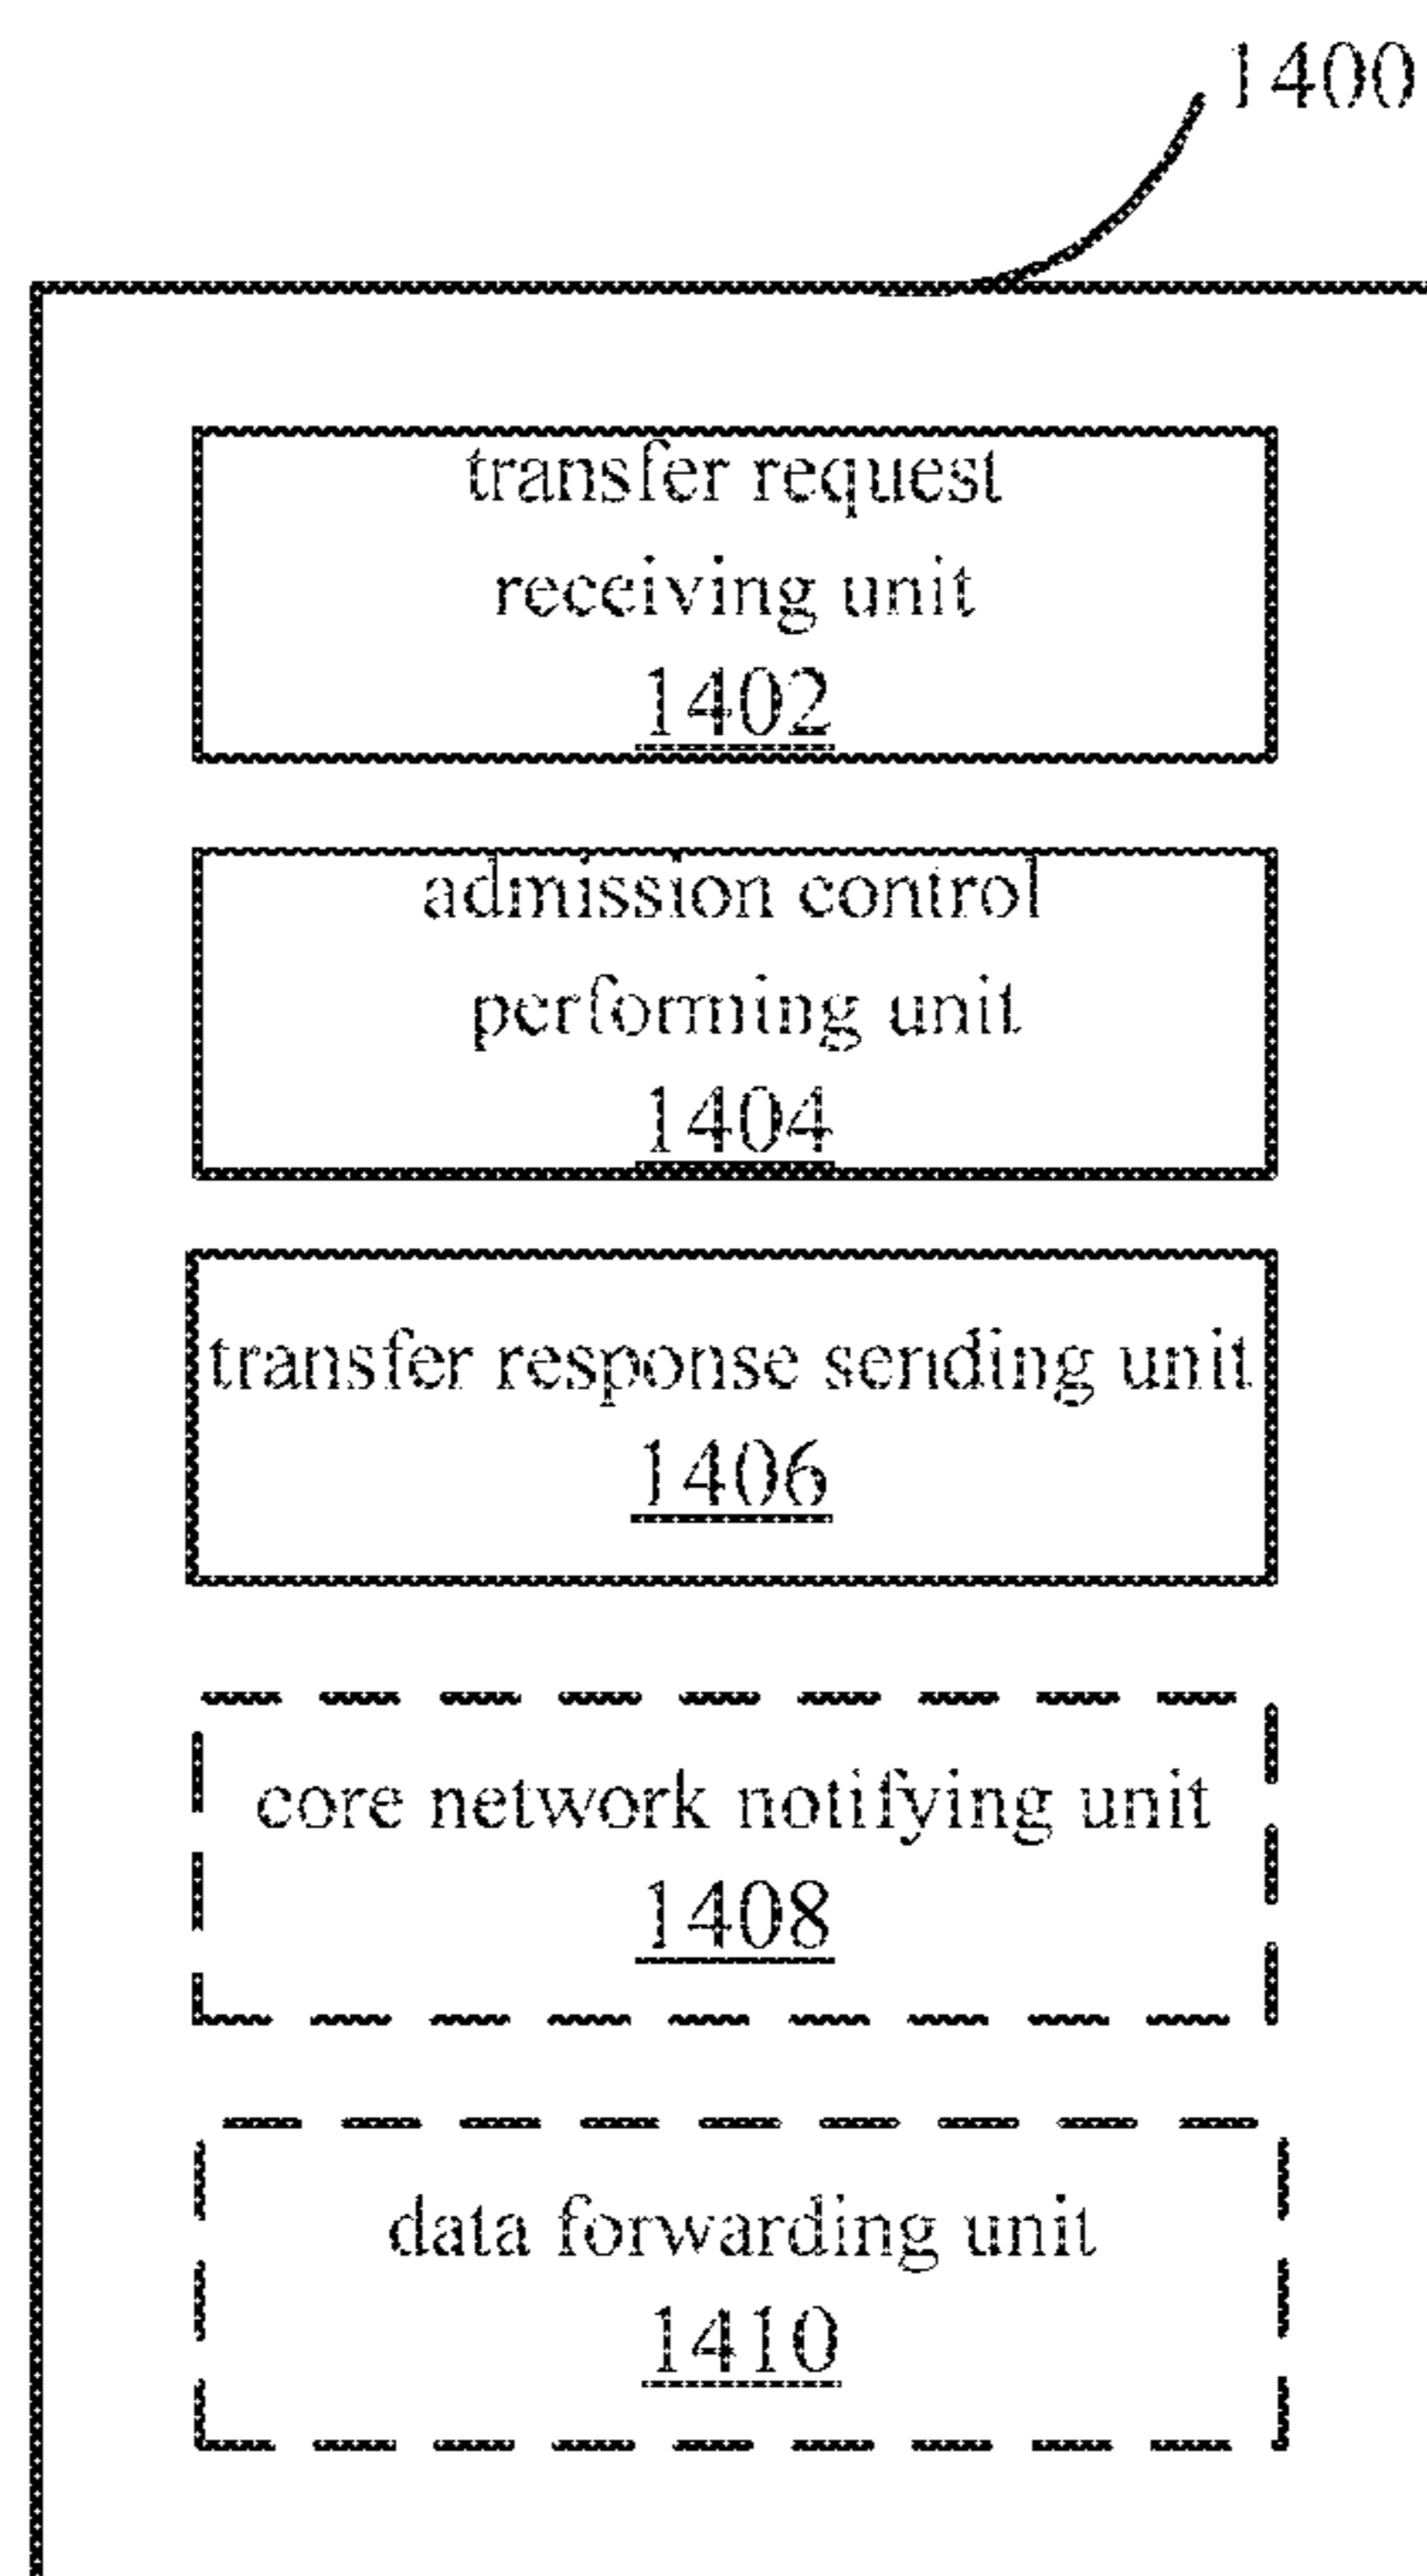 1400
transfer request
receiving unit
1402
admission control
performing unit
1404
transfer response sending unit
1406
core network notifying unit
1408
data forwarding unit
1410